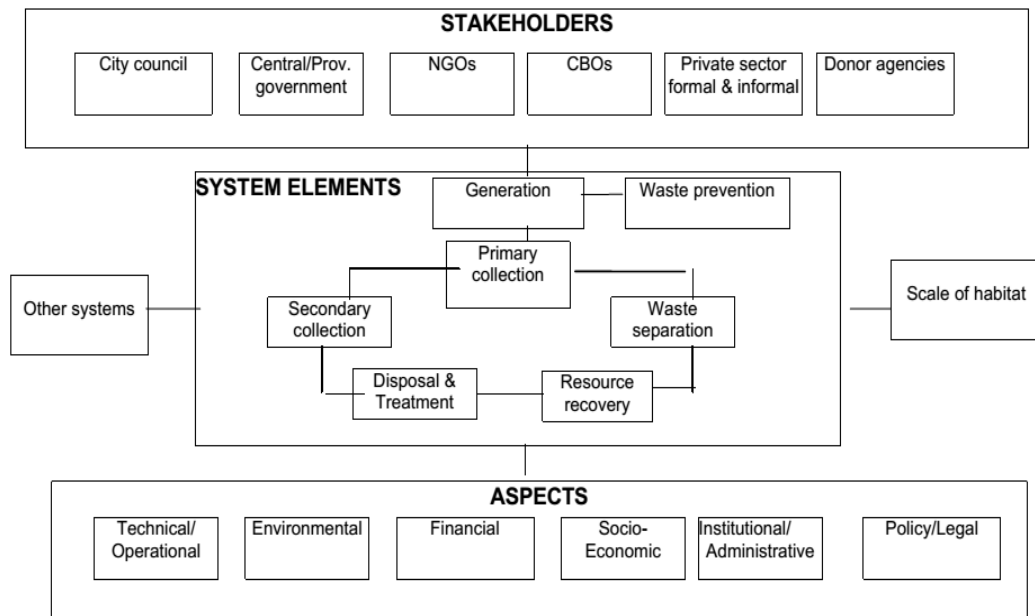 STAKEHOLDERS
City council
Central/Prov.
government
NGOs
CBOs
Private sector
formal & informal
Donor agencies
SYSTEM ELEMENTS
Generation
Waste prevention
Primary
collection
Other systems
Scale of habitat
Secondary
collection
Waste
separation
Disposal &
Treatment
Resource
recovery
ASPECTS
Technical/
Operational
Environmental
Financial
Socio-
Economic
Institutional/
Administrative
Policy/Legal